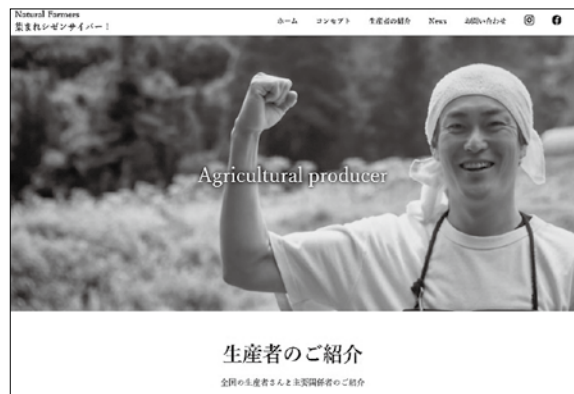 Natural Farmers
集まれシゼンサイバー！
ホーム コンセプト 生産者の紹介 News お問い合わせ
Agricultural producer
生産者のご紹介
全国の生産者さんと主要関係者のご紹介